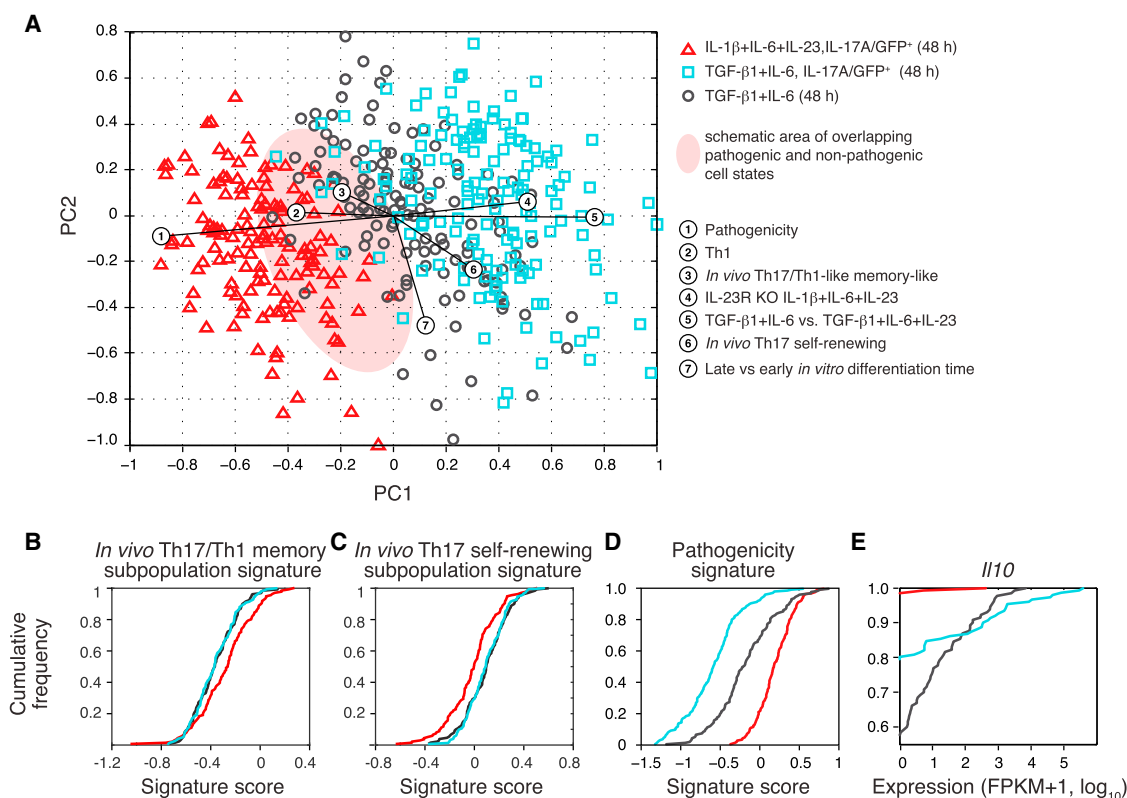 A
0.8
0.6
0.4
0.2
0
−0.2
−0.4
−0.6
−0.8
−1.0
PC2
−1 −0.8 −0.6 −0.4 −0.2 0 0.2 0.4 0.6 0.8 1
PC1
1
2
3
4
5
6
7
IL-1β+IL-6+IL-23,IL-17A/GFP⁺ (48 h)
TGF-β1+IL-6, IL-17A/GFP⁺ (48 h)
TGF-β1+IL-6 (48 h)
schematic area of overlapping
pathogenic and non-pathogenic
cell states
1 Pathogenicity
2 Th1
3 In vivo Th17/Th1-like memory-like
4 IL-23R KO IL-1β+IL-6+IL-23
5 TGF-β1+IL-6 vs. TGF-β1+IL-6+IL-23
6 In vivo Th17 self-renewing
7 Late vs early in vitro differentiation time
B
In vivo Th17/Th1 memory
subpopulation signature
Cumulative
frequency
1
0.8
0.6
0.4
0.2
-1.2 -0.8 -0.4 0 0.4
Signature score
C
In vivo Th17 self-renewing
subpopulation signature
1
0.8
0.6
0.4
0.2
-0.8 -0.4 0 0.4 0.8
Signature score
D
Pathogenicity
signature
1.0
0.8
0.6
0.4
0.2
0
−1.5 −1 −0.5 0 0.5 1
Signature score
E
Il10
1.0
0.9
0.8
0.7
0.6
0 1 2 3 4 5
Expression (FPKM+1, log₁₀)